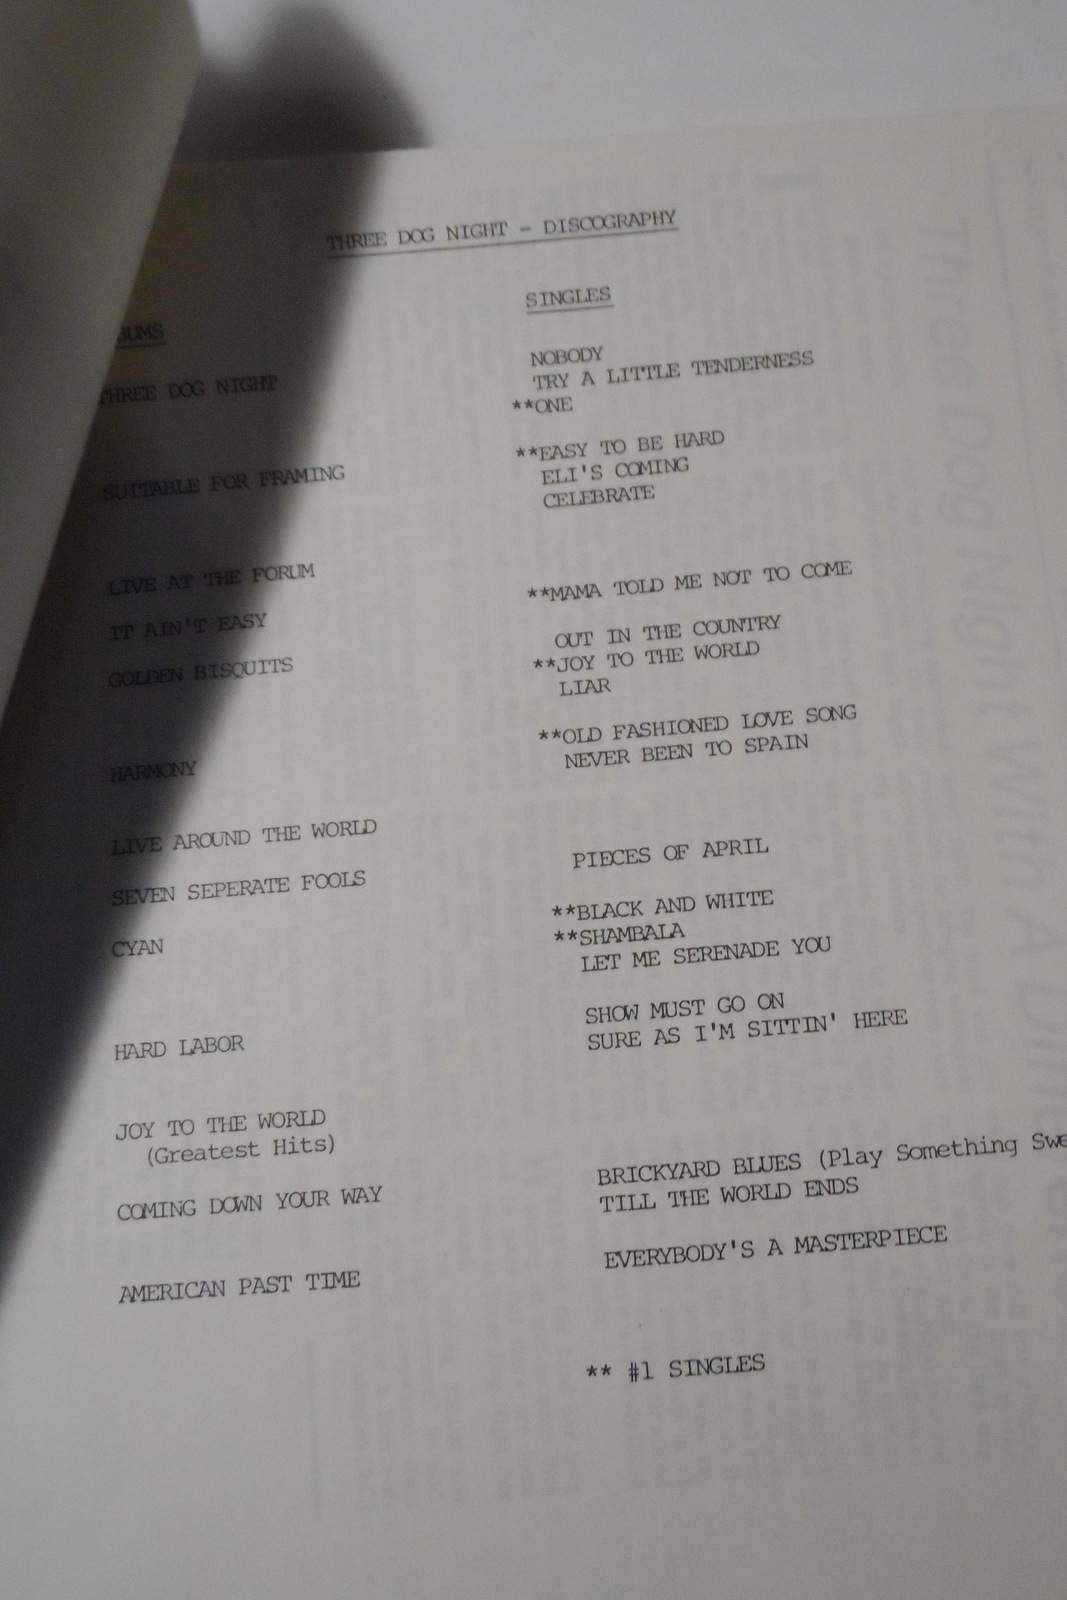 THREE DOG NIGHT - DISCOGRAPHY
SINGLES
NOBODY
TRY A LITTLE TENDERNESS
THREE DOG NIGHT
**ONE
**EASY TO BE HARD
SUITABLE FOR FRAMING
ELI'S COMING
CELEBRATE
LIVE AT THE FORUM
**MAMA TOLD ME NOT TO COME
IT AIN'T EASY
OUT IN THE COUNTRY
GOLDEN BISQUITS
**JOY TO THE WORLD
LIAR
**OLD FASHIONED LOVE SONG
HARMONY
NEVER BEEN TO SPAIN
LIVE AROUND THE WORLD
PIECES OF APRIL
SEVEN SEPERATE FOOLS
**BLACK AND WHITE
CYAN
**SHAMBALA
LET ME SERENADE YOU
HARD LABOR
SHOW MUST GO ON
SURE AS I'M SITTIN' HERE
JOY TO THE WORLD
(Greatest Hits)
COMING DOWN YOUR WAY
BRICKYARD BLUES (Play Something
TILL THE WORLD ENDS
AMERICAN PAST TIME
EVERYBODY'S A MASTERPIECE
** #1 SINGLES